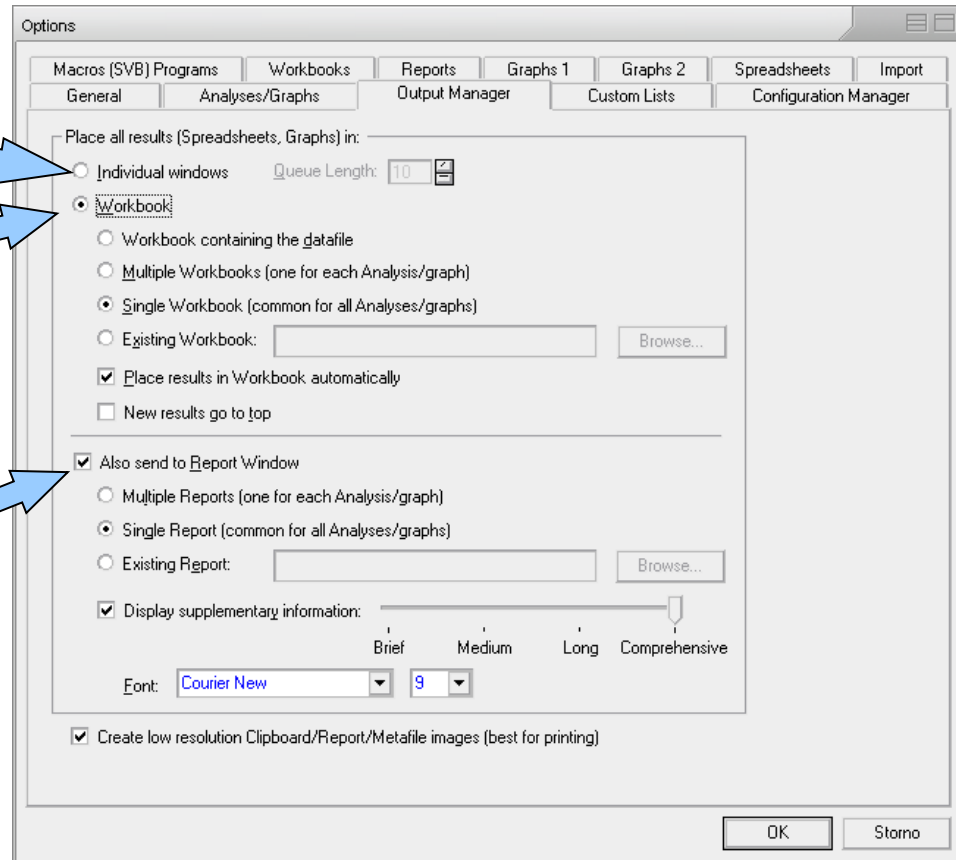 Options
Macros (SVB) Programs Workbooks Reports Graphs 1 Graphs 2 Spreadsheets Import
General Analyses/Graphs Output Manager Custom Lists Configuration Manager
Place all results (Spreadsheets, Graphs) in:
Individual windows Queue Length: 10
Workbook
Workbook containing the datafile
Multiple Workbooks (one for each Analysis/graph)
Single Workbook (common for all Analyses/graphs)
Existing Workbook: Browse...
Place results in Workbook automatically
New results go to top
Also send to Report Window
Multiple Reports (one for each Analysis/graph)
Single Report (common for all Analyses/graphs)
Existing Report: Browse...
Display supplementary information:
Brief Medium Long Comprehensive
Font: Courier New 9
Create low resolution Clipboard/Report/Metafile images (best for printing)
OK Storno